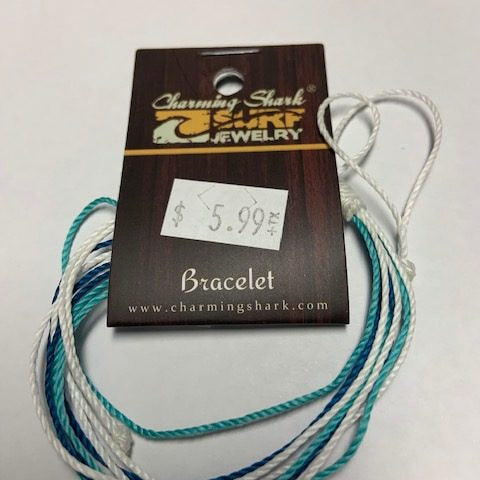 Charming Shark®
SURF
JEWELRY
$ 5.99
Bracelet
www.charmingshark.com